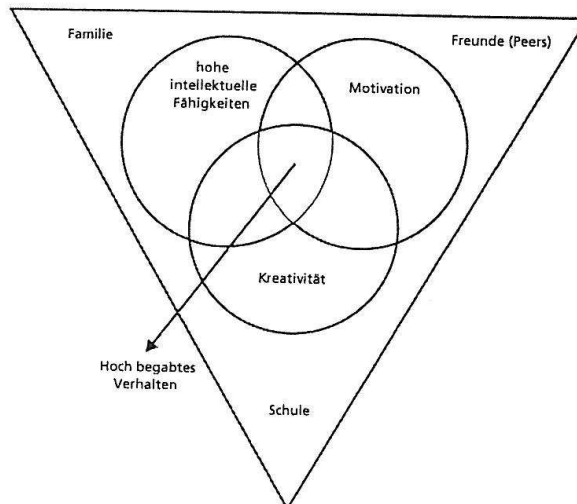 Familie
Freunde (Peers)
hohe
intellektuelle
Fähigkeiten
Motivation
Kreativität
Hoch begabtes
Verhalten
Schule